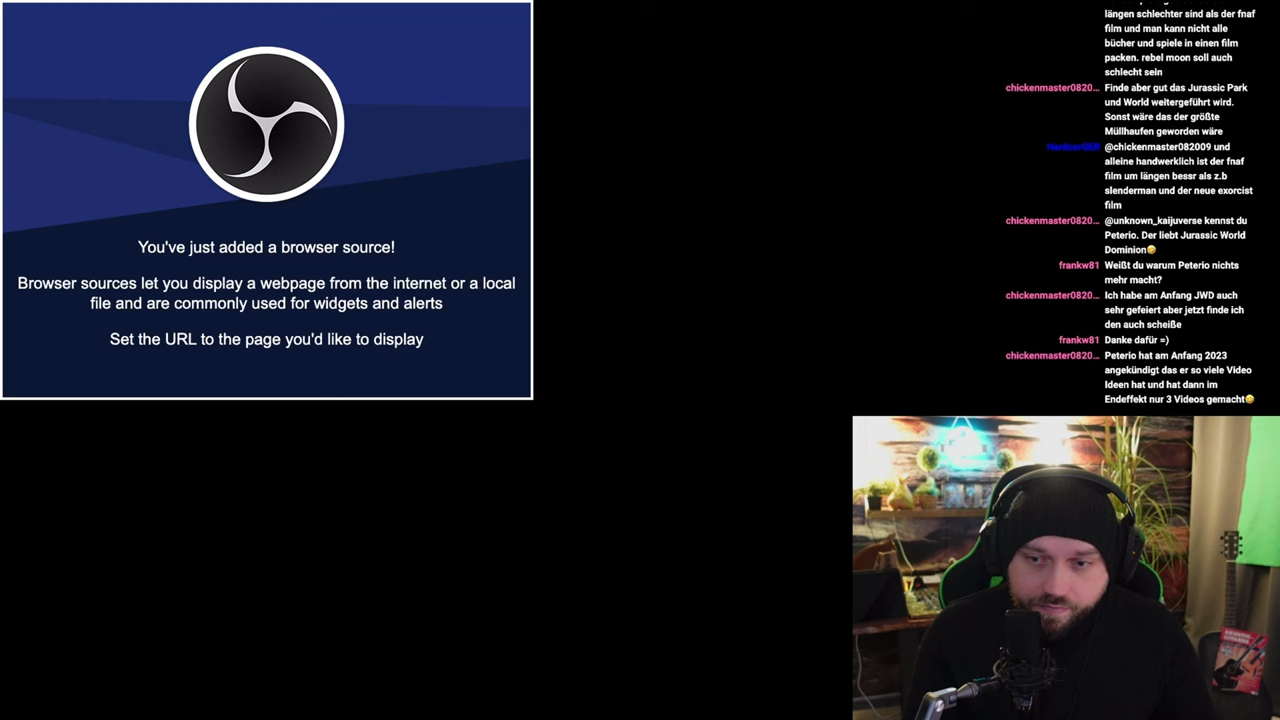 You've just added a browser source!
Browser sources let you display a webpage from the internet or a local
file and are commonly used for widgets and alerts
Set the URL to the page you'd like to display
längen schlechter sind als der fnaf
film und man kann nicht alle
bücher und spiele in einen film
packen. rebel moon soll auch
schlecht sein
chickenmaster0820... Finde aber gut das Jurassic Park
und World weitergeführt wird.
Sonst wäre das der größte
Müllhaufen geworden wäre
@chickenmaster082009 und
alleine handwerklich ist der fnaf
film um längen bessr als z.b
slenderman und der neue exorcist
film
chickenmaster0820... @unknown_kaijuverse kennst du
Peterio. Der liebt Jurassic World
Dominion🤣
frankw81 Weißt du warum Peterio nichts
mehr macht?
chickenmaster0820... Ich habe am Anfang JWD auch
sehr gefeiert aber jetzt finde ich
den auch scheiße
frankw81 Danke dafür =)
chickenmaster0820... Peterio hat am Anfang 2023
angekündigt das er so viele Video
Ideen hat und hat dann im
Endeffekt nur 3 Videos gemacht🤣